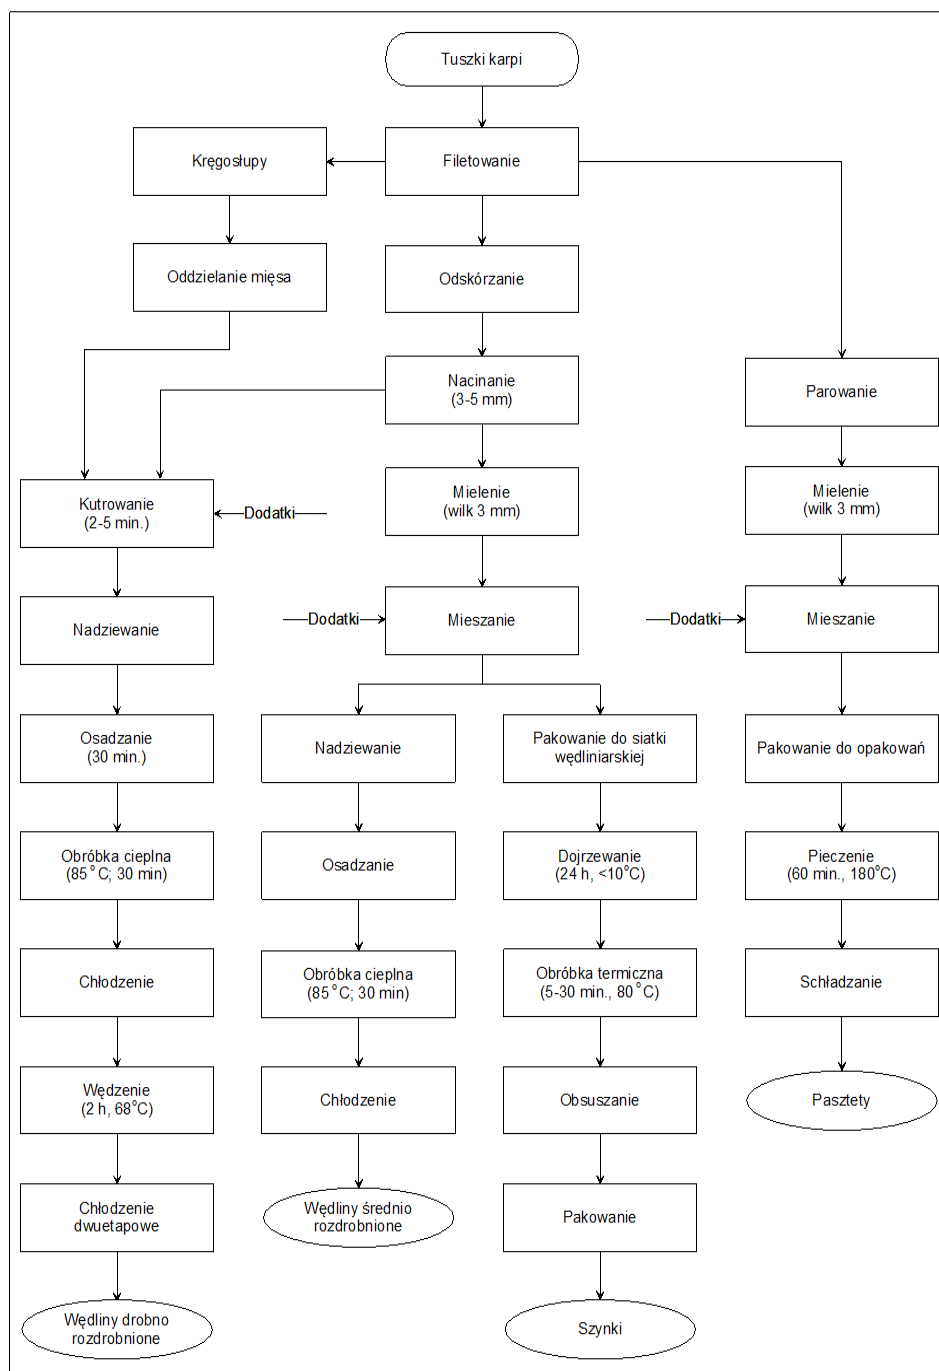 Tuszki karpi
Kręgosłupy
Filetowanie
Oddzielanie mięsa
Odskórzanie
Nacinanie
(3-5 mm)
Parowanie
Kutrowanie
(2-5 min.)
Dodatki
Mielenie
(wilk 3 mm)
Mielenie
(wilk 3 mm)
Nadziewanie
Dodatki
Mieszanie
Dodatki
Mieszanie
Osadzanie
(30 min.)
Nadziewanie
Pakowanie do siatki
wędliniarskiej
Pakowanie do opakowań
Obróbka cieplna
(85°C; 30 min)
Osadzanie
Dojrzewanie
(24 h, <10°C)
Pieczenie
(60 min., 180°C)
Chłodzenie
Obróbka cieplna
(85°C; 30 min)
Obróbka termiczna
(5-30 min., 80°C)
Schładzanie
Wędzenie
(2 h, 68°C)
Chłodzenie
Obsuszanie
Pasztety
Chłodzenie
dwuetapowe
Wędliny średnio
rozdrobnione
Pakowanie
Wędliny drobno
rozdrobnione
Szynki